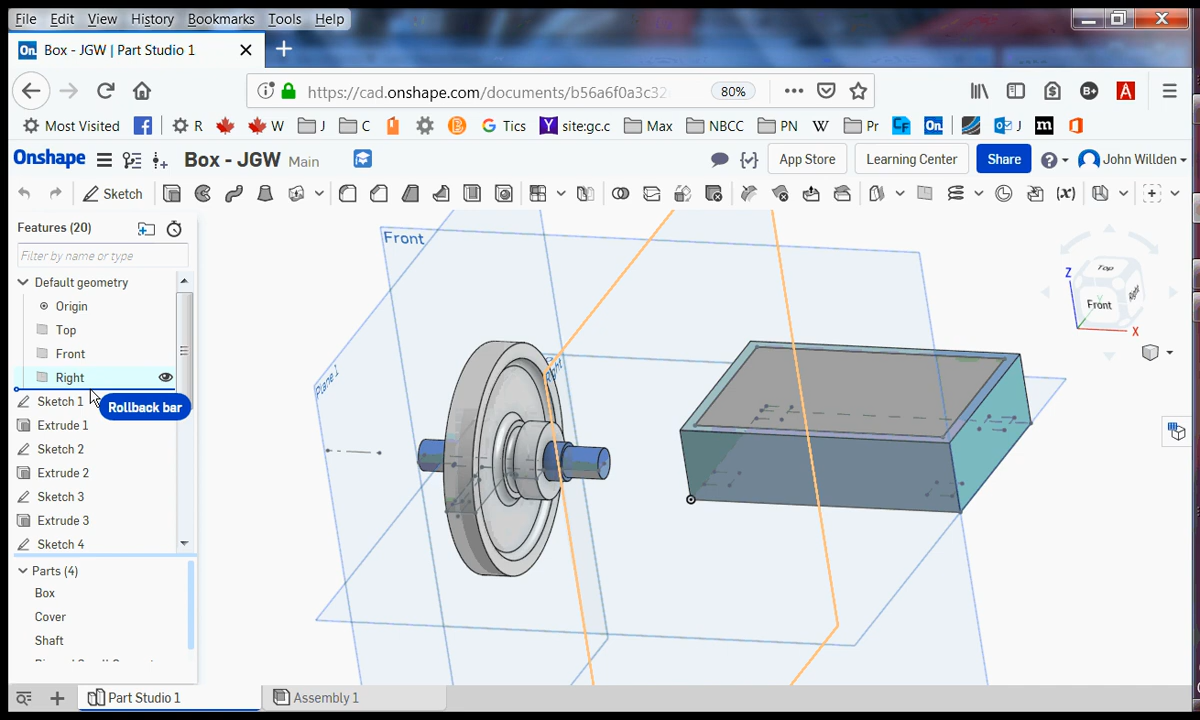 File Edit View History Bookmarks Tools Help
On Box - JGW | Part Studio 1
https://cad.onshape.com/documents/b56a6f0a3c32 80%
Most Visited R W J C Tics site:gc.c Max NBCC PN W Pr CF On J m
Onshape Box - JGW Main App Store Learning Center Share John Willden
Sketch (x)
Features (20)
Filter by name or type
Default geometry
Origin
Top
Front
Right
Rollback bar
Sketch 1
Extrude 1
Sketch 2
Extrude 2
Sketch 3
Extrude 3
Sketch 4
Parts (4)
Box
Cover
Shaft
Front
Plane 1
Right
Top
Front
Right
Z
X
Part Studio 1 Assembly 1